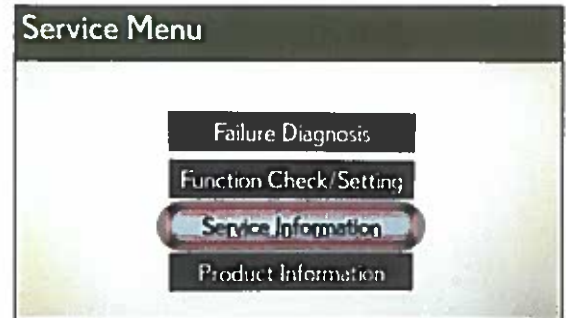 Service Menu
Failure Diagnosis
Function Check/Setting
Service Information
Product Information